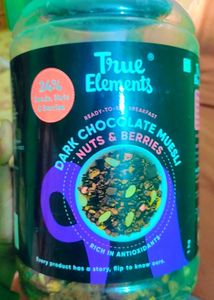 True
Elements
24%
Seeds, Nuts
& Berries
READY-TO-EAT BREAKFAST
DARK CHOCOLATE MUESLI
NUTS & BERRIES
RICH IN ANTIOXIDANTS
Every product has a story, flip to know ours.